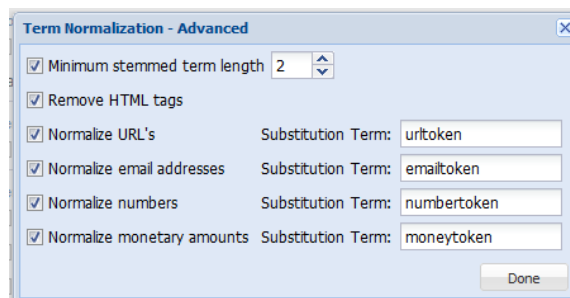 Term Normalization - Advanced
Minimum stemmed term length 2
Remove HTML tags
Normalize URL's Substitution Term: urltoken
Normalize email addresses Substitution Term: emailtoken
Normalize numbers Substitution Term: numbertoken
Normalize monetary amounts Substitution Term: moneytoken
Done